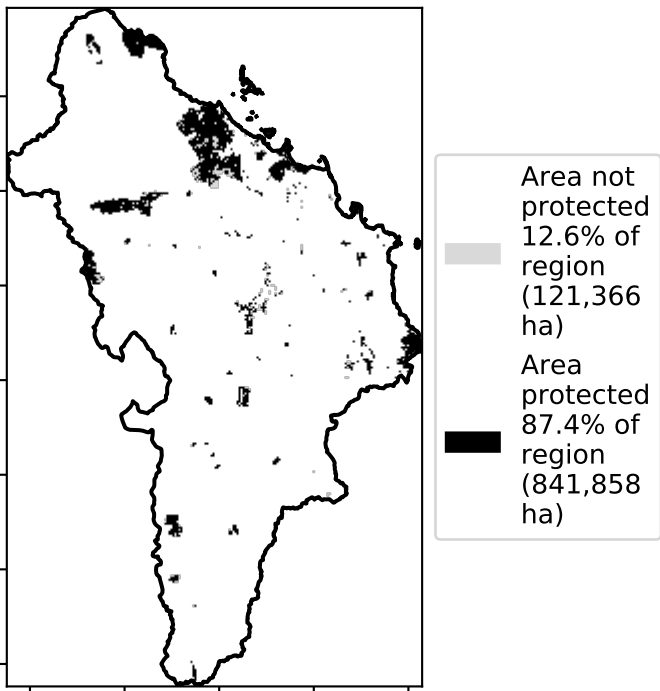 Area not
protected
12.6% of
region
(121,366
ha)
Area
protected
87.4% of
region
(841,858
ha)